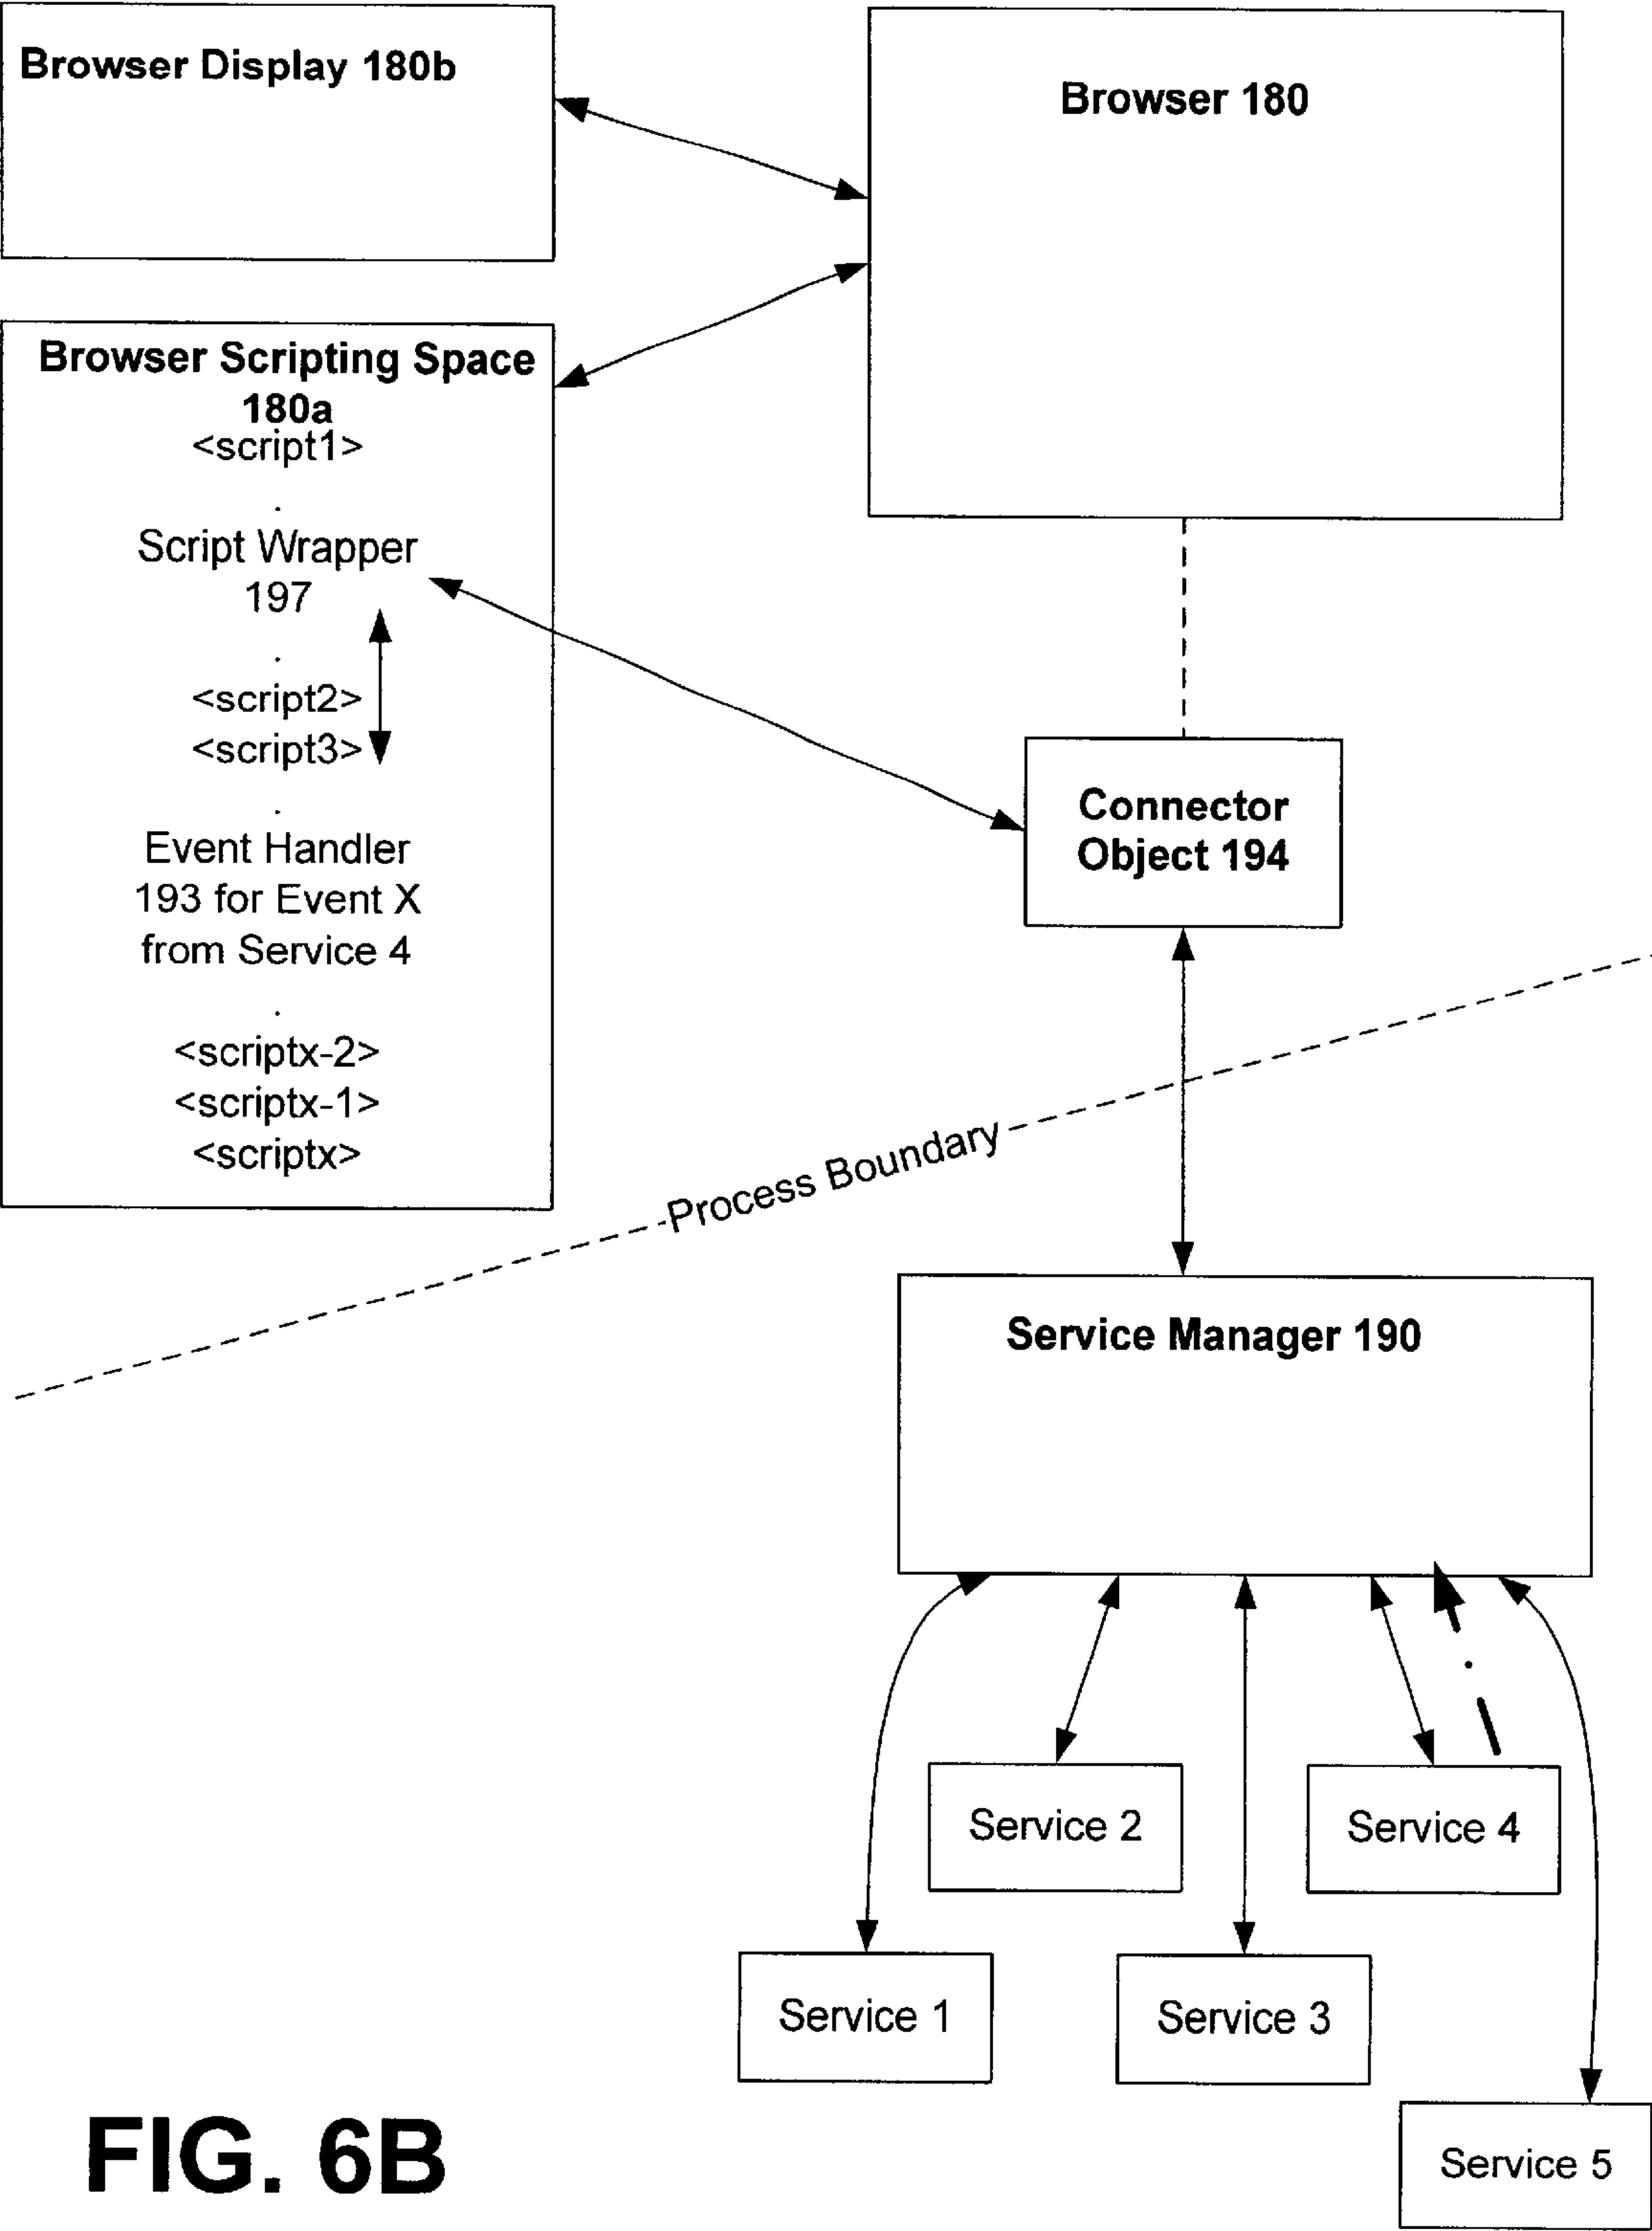 Browser Display 180b
Browser 180
Browser Scripting Space
180a
<script1>
.
Script Wrapper
197
.
<script2>
<script3>
.
Event Handler
193 for Event X
from Service 4
.
<scriptx-2>
<scriptx-1>
<scriptx>
Connector
Object 194
Process Boundary
Service Manager 190
Service 2
Service 4
Service 1
Service 3
Service 5
FIG. 6B